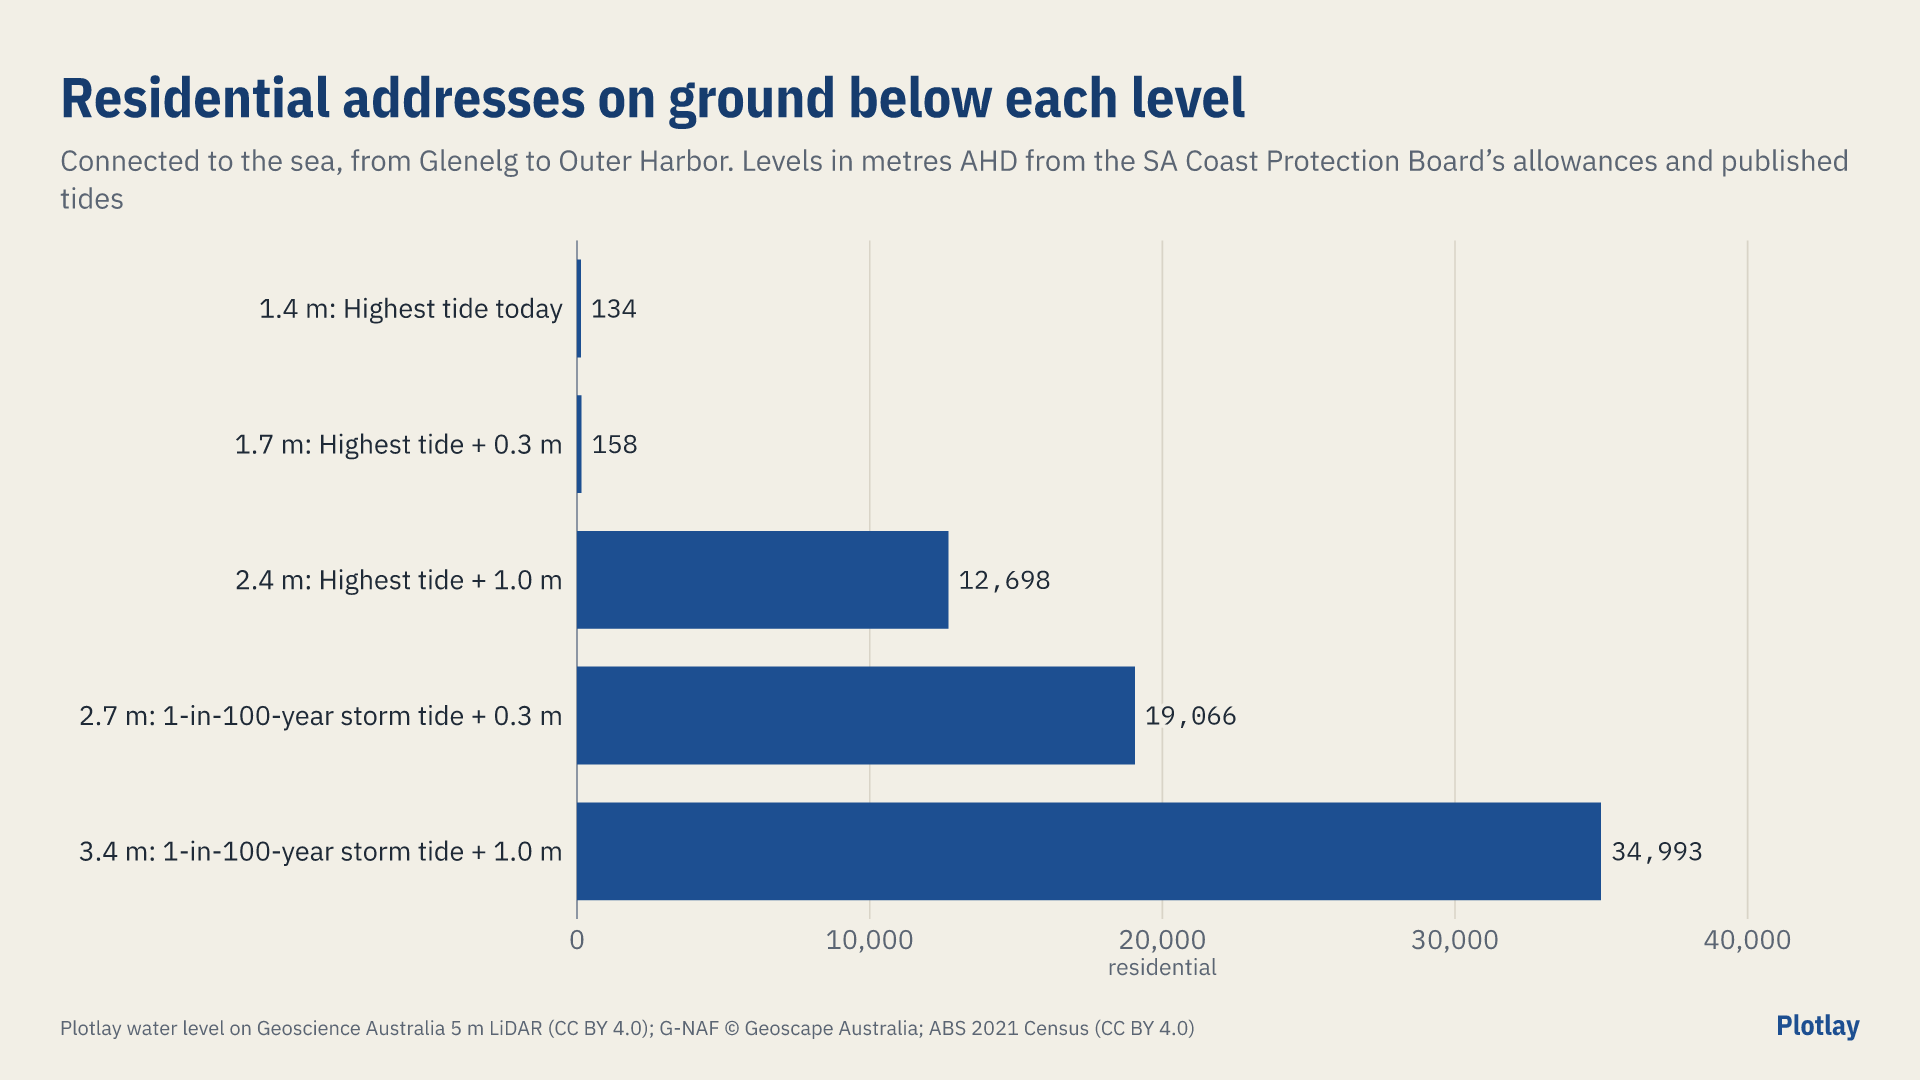 Residential addresses on ground below each level
Connected to the sea, from Glenelg to Outer Harbor. Levels in metres AHD from the SA Coast Protection Board’s allowances and published
tides
1.4 m: Highest tide today 134
1.7 m: Highest tide + 0.3 m 158
2.4 m: Highest tide + 1.0 m 12,698
2.7 m: 1-in-100-year storm tide + 0.3 m 19,066
3.4 m: 1-in-100-year storm tide + 1.0 m 34,993
0 10,000 20,000 30,000 40,000
residential
Plotlay water level on Geoscience Australia 5 m LiDAR (CC BY 4.0); G-NAF © Geoscape Australia; ABS 2021 Census (CC BY 4.0)
Plotlay